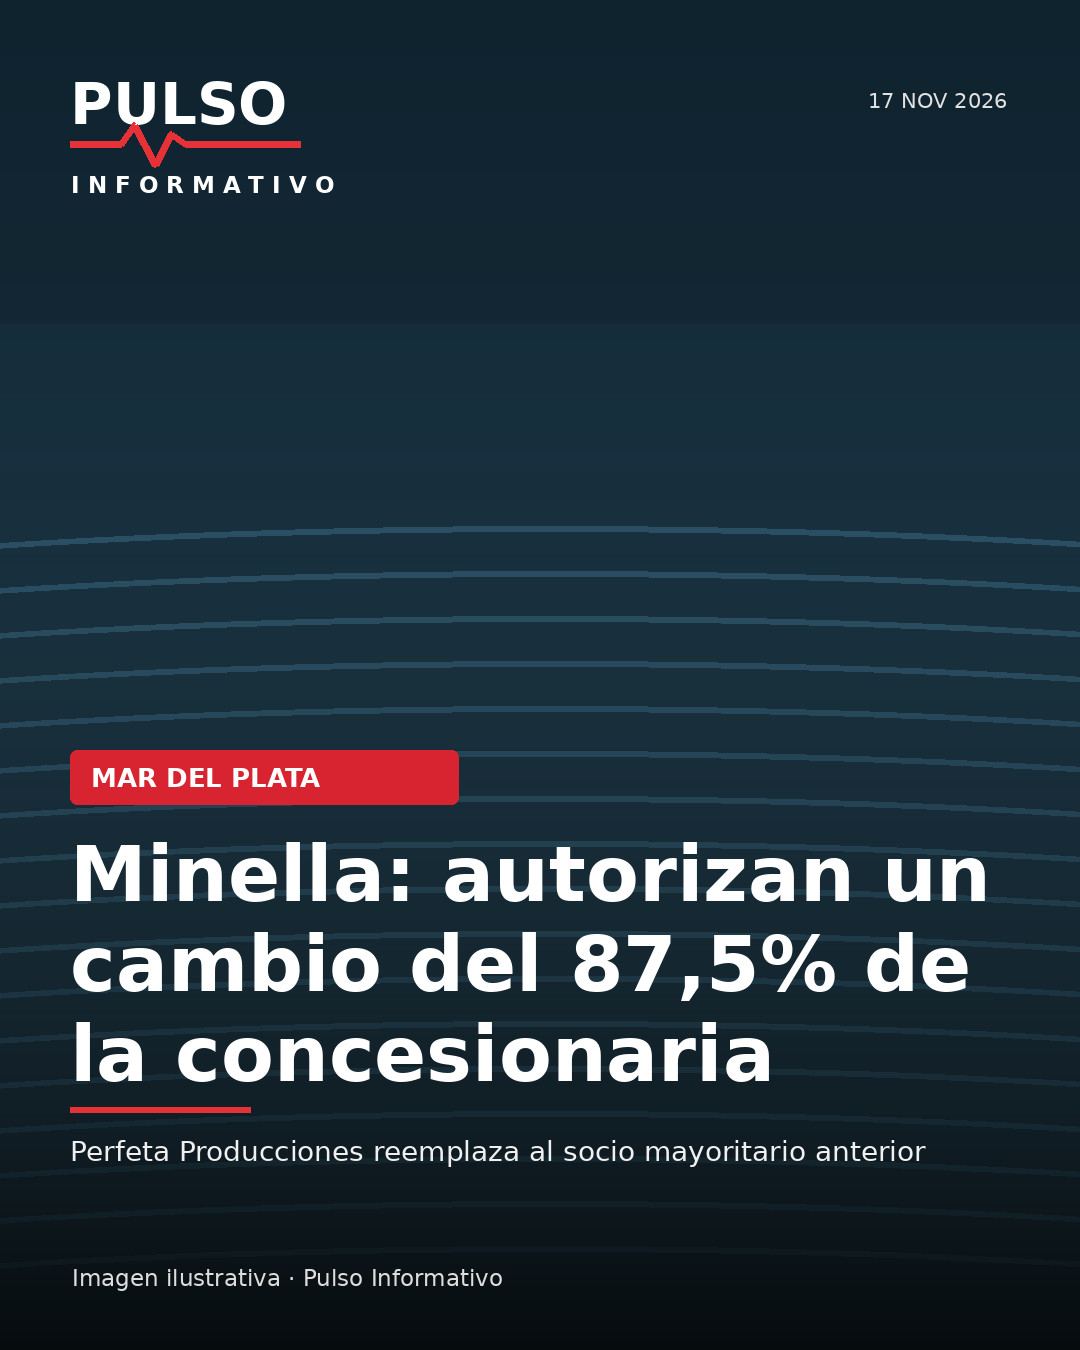 PULSO
INFORMATIVO
17 NOV 2026
MAR DEL PLATA
Minella: autorizan un
cambio del 87,5% de
la concesionaria
Perfeta Producciones reemplaza al socio mayoritario anterior
Imagen ilustrativa · Pulso Informativo